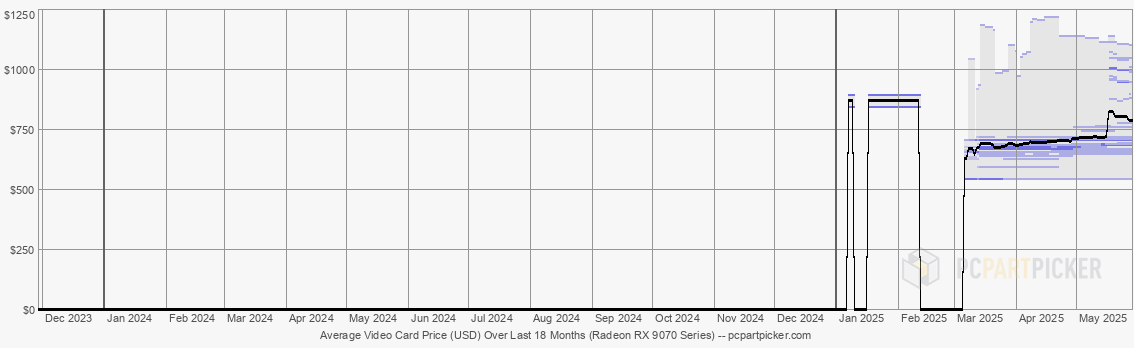 $1250
$1000
$750
$500
$250
$0
PCPARTPICKER
Dec 2023 Jan 2024 Feb 2024 Mar 2024 Apr 2024 May 2024 Jun 2024 Jul 2024 Aug 2024 Sep 2024 Oct 2024 Nov 2024 Dec 2024 Jan 2025 Feb 2025 Mar 2025 Apr 2025 May 2025
Average Video Card Price (USD) Over Last 18 Months (Radeon RX 9070 Series) -- pcpartpicker.com